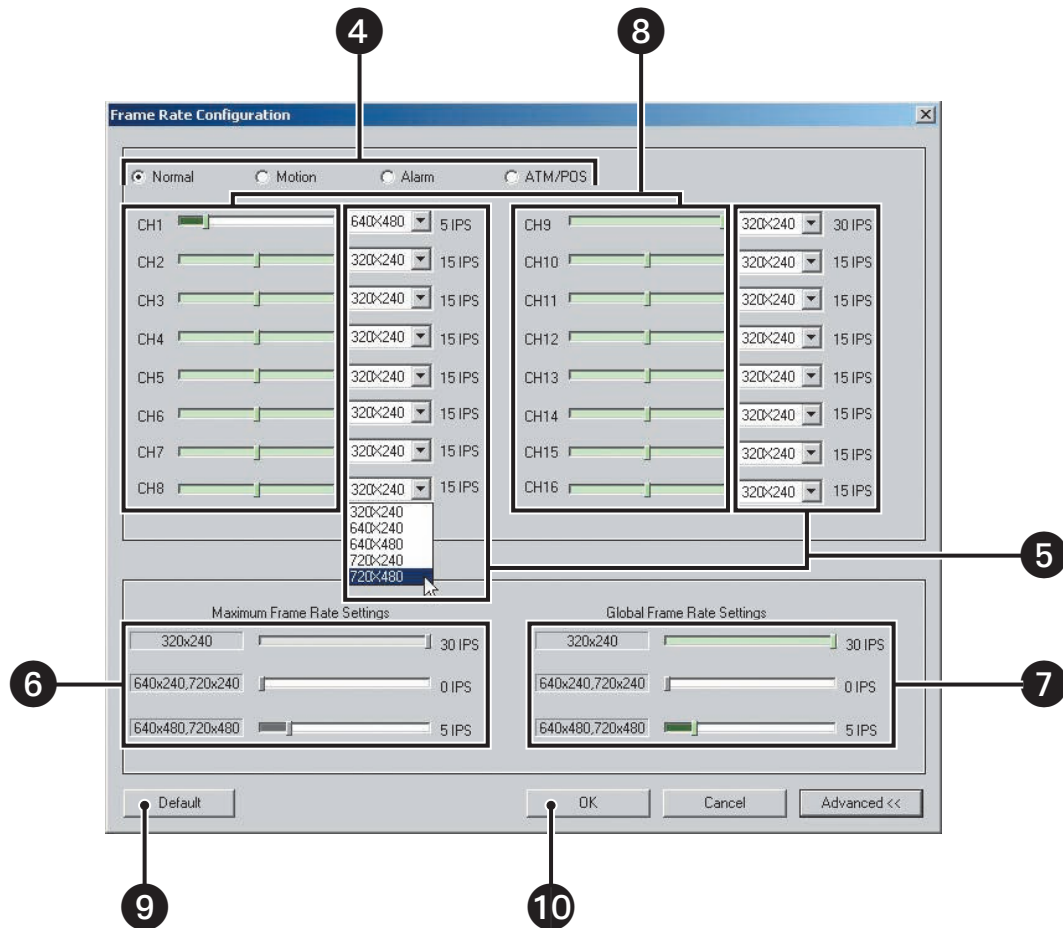 4 8
Frame Rate Configuration
Normal Motion Alarm ATM/POS
CH1 640X480 5 IPS CH9 320X240 30 IPS
CH2 320X240 15 IPS CH10 320X240 15 IPS
CH3 320X240 15 IPS CH11 320X240 15 IPS
CH4 320X240 15 IPS CH12 320X240 15 IPS
CH5 320X240 15 IPS CH13 320X240 15 IPS
CH6 320X240 15 IPS CH14 320X240 15 IPS
CH7 320X240 15 IPS CH15 320X240 15 IPS
CH8 320X240 15 IPS CH16 320X240 15 IPS
320X240
640X240
640X480
720X240
720X480
5
Maximum Frame Rate Settings Global Frame Rate Settings
320x240 30 IPS 320x240 30 IPS
6 640x240,720x240 0 IPS 640x240,720x240 0 IPS 7
640x480,720x480 5 IPS 640x480,720x480 5 IPS
Default OK Cancel Advanced <<
9 10